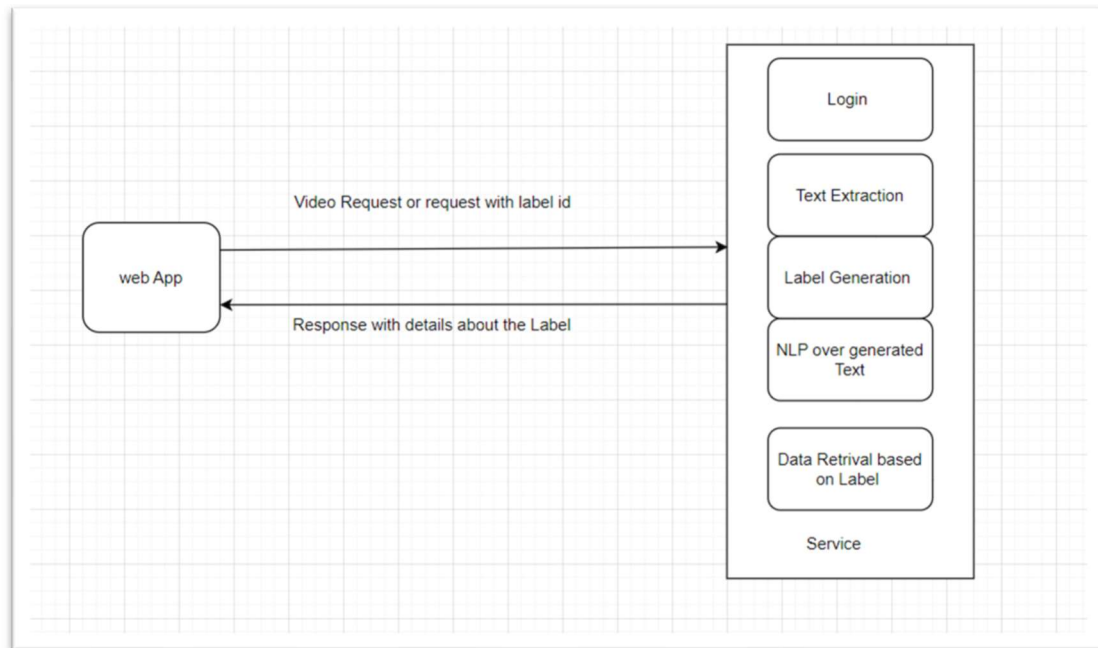 Login
Text Extraction
Video Request or request with label id
web App
Label Generation
Response with details about the Label
NLP over generated
Text
Data Retrival based
on Label
Service